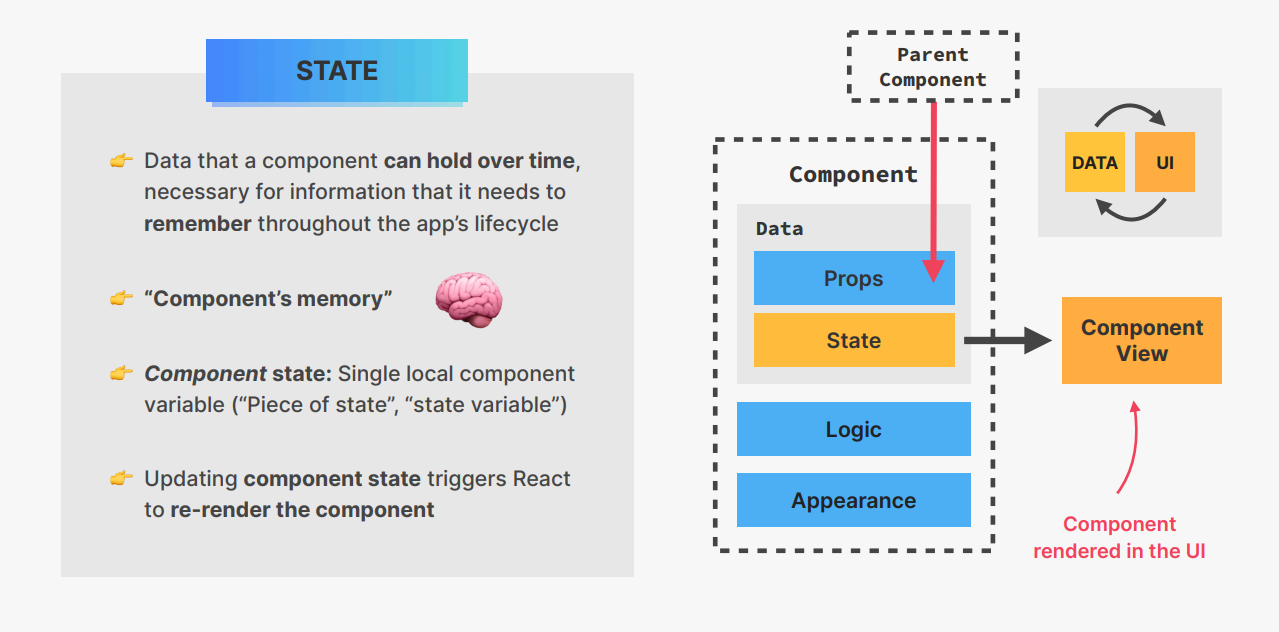 STATE
Data that a component can hold over time,
necessary for information that it needs to
remember throughout the app’s lifecycle
“Component’s memory”
Component state: Single local component
variable (“Piece of state”, “state variable”)
Updating component state triggers React
to re-render the component
Parent
Component
Component
Data
Props
State
Logic
Appearance
DATA
UI
Component
View
Component
rendered in the UI